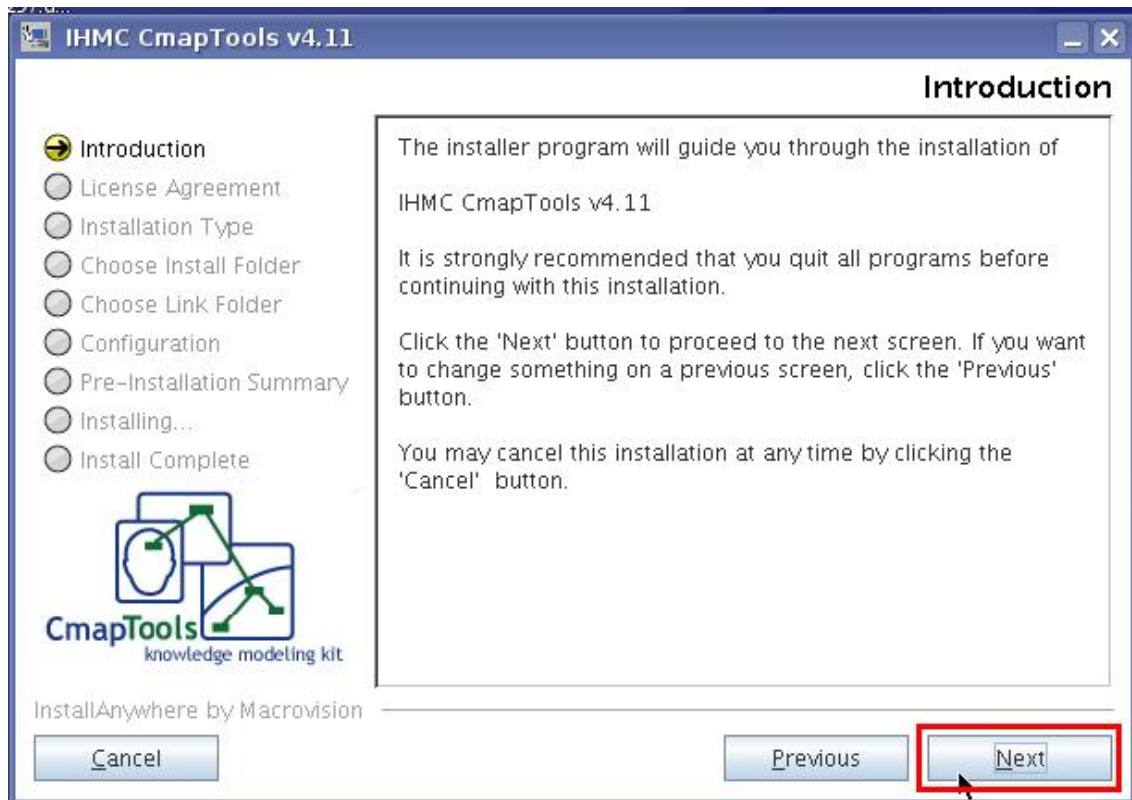 IHMC CmapTools v4.11
Introduction
Introduction
License Agreement
Installation Type
Choose Install Folder
Choose Link Folder
Configuration
Pre-Installation Summary
Installing...
Install Complete
The installer program will guide you through the installation of
IHMC CmapTools v4.11
It is strongly recommended that you quit all programs before
continuing with this installation.
Click the 'Next' button to proceed to the next screen. If you want
to change something on a previous screen, click the 'Previous'
button.
You may cancel this installation at any time by clicking the
'Cancel' button.
CmapTools
knowledge modeling kit
InstallAnywhere by Macrovision
Cancel
Previous
Next